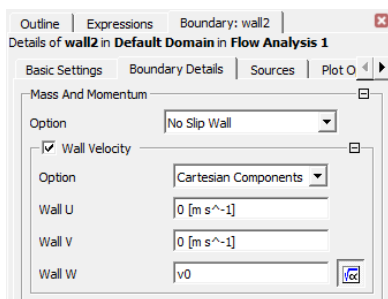 Outline Expressions Boundary: wall2
Details of wall2 in Default Domain in Flow Analysis 1
Basic Settings Boundary Details Sources Plot O
Mass And Momentum
Option No Slip Wall
Wall Velocity
Option Cartesian Components
Wall U 0 [m s^-1]
Wall V 0 [m s^-1]
Wall W v0